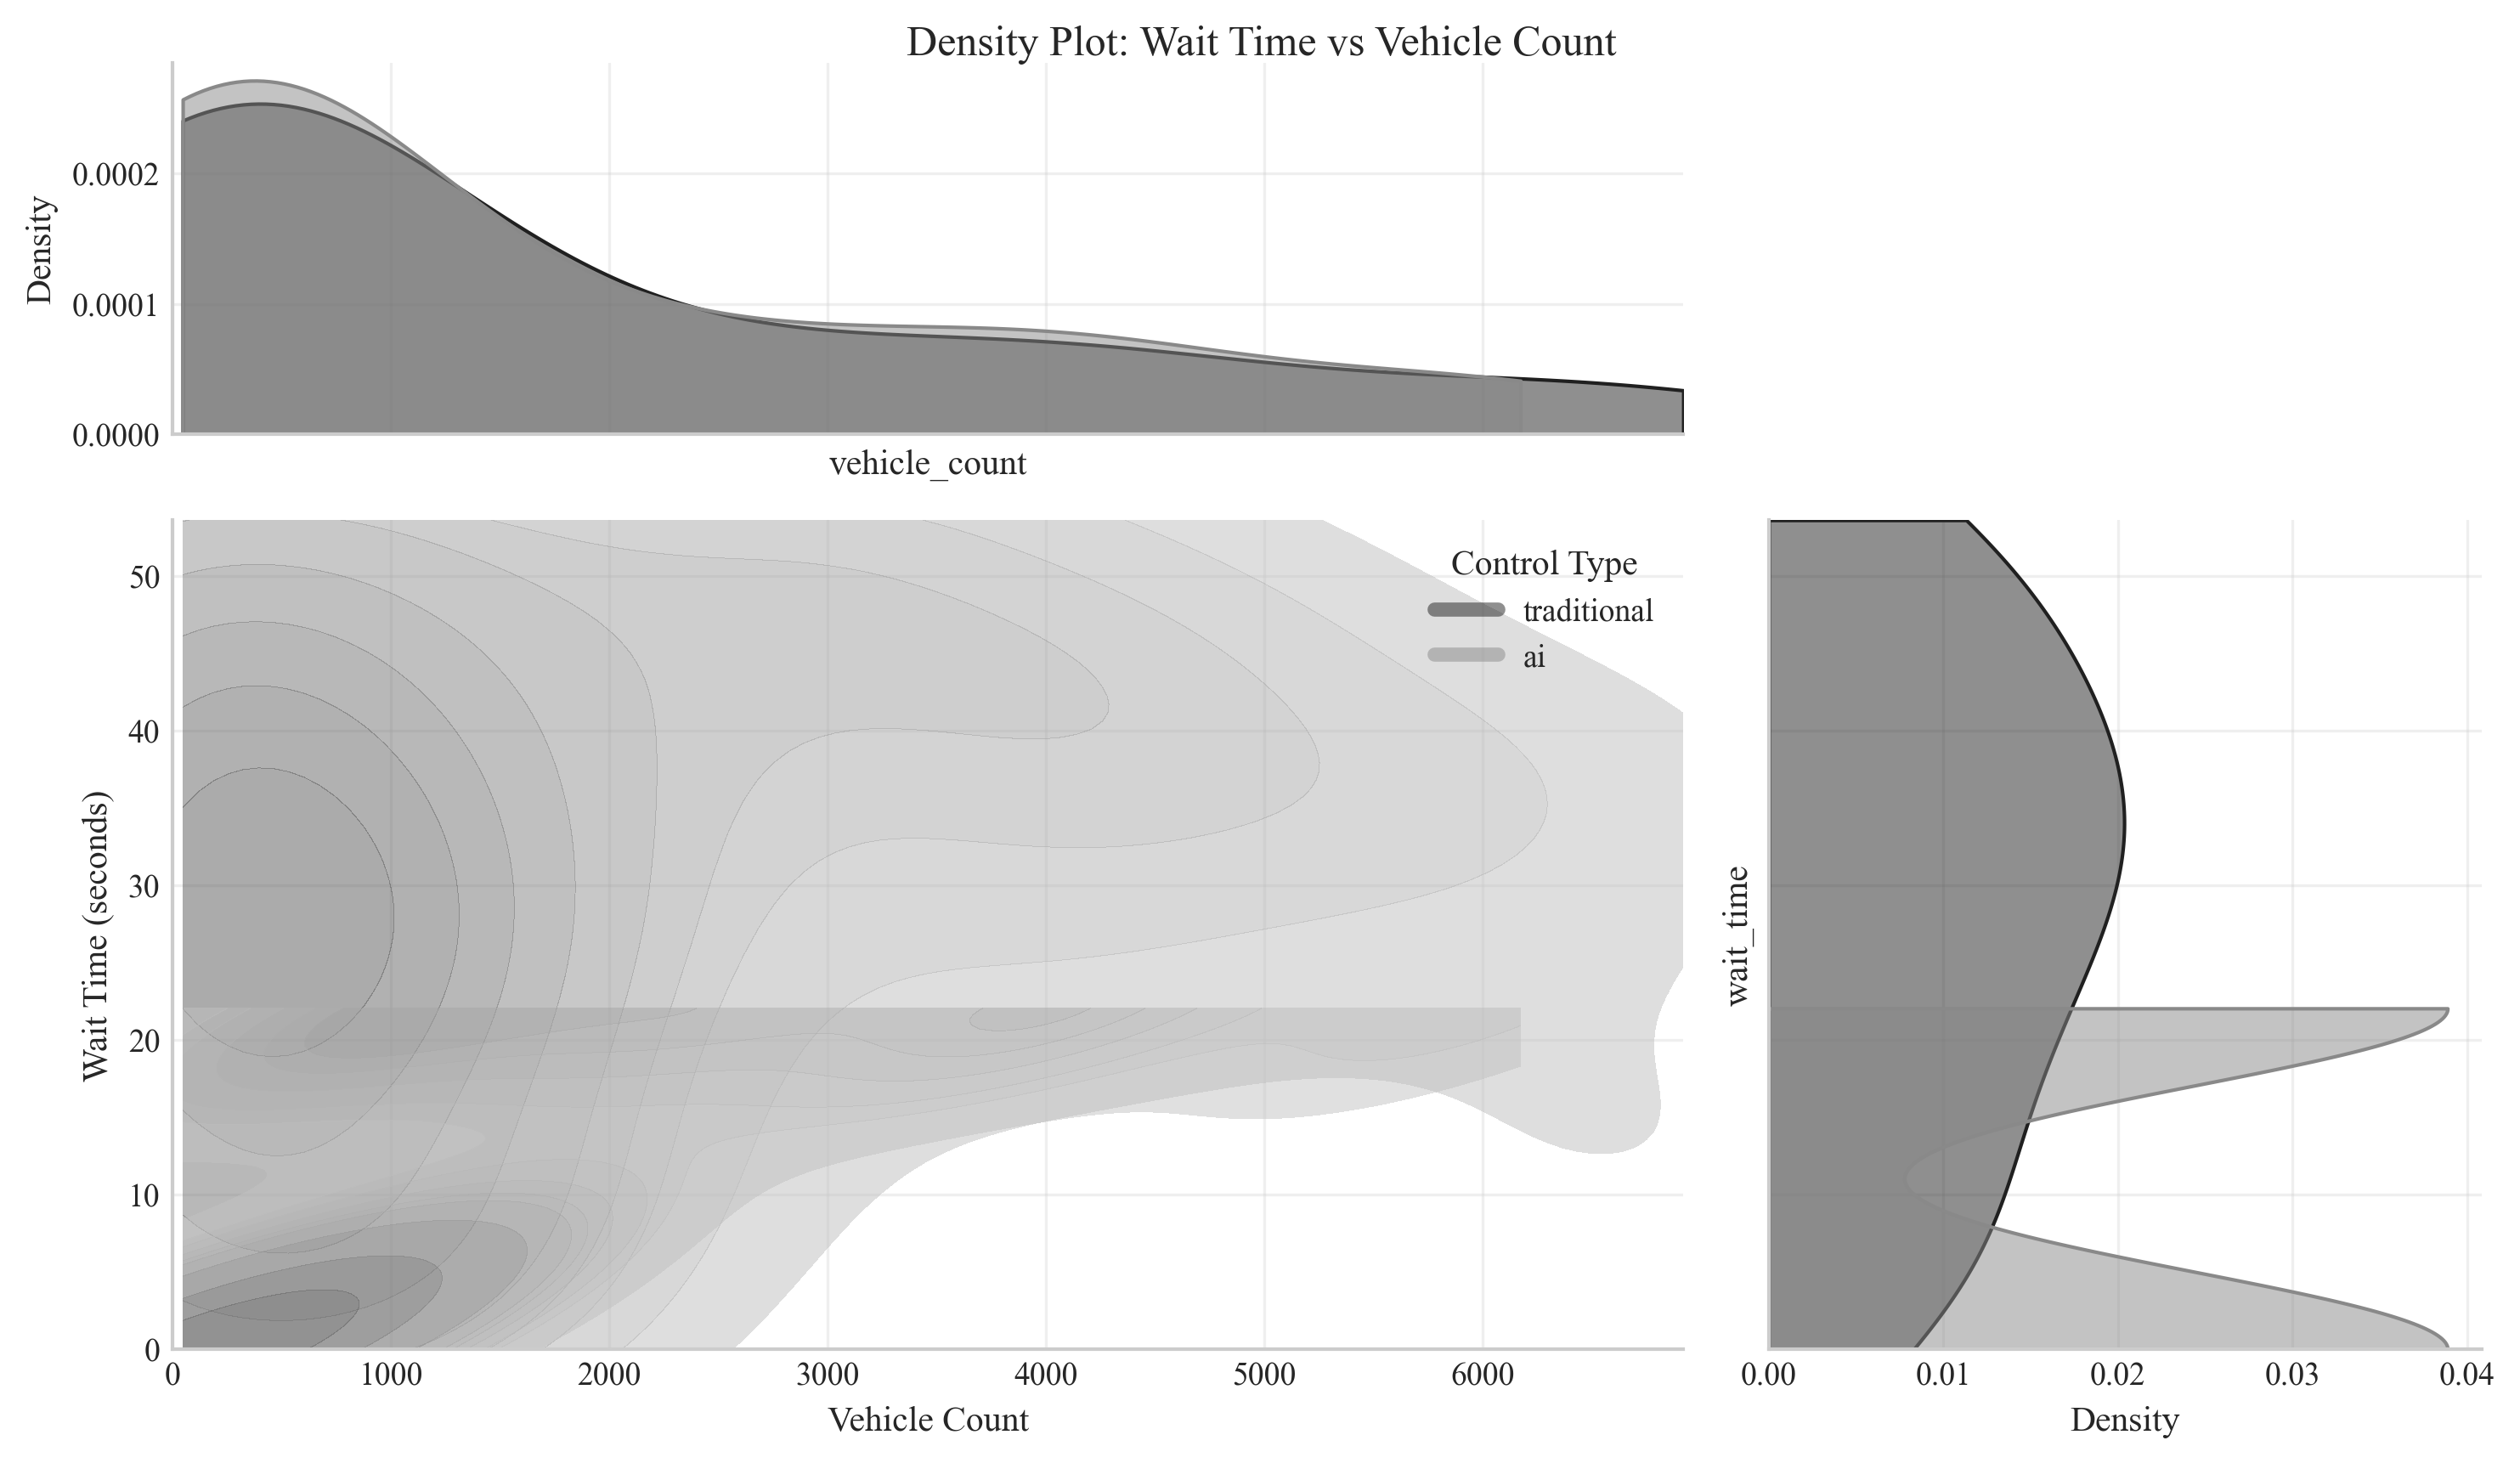 Density Plot: Wait Time vs Vehicle Count
Density
0.0002
0.0001
0.0000
vehicle_count
Wait Time (seconds)
50
40
30
20
10
0
0 1000 2000 3000 4000 5000 6000
Vehicle Count
Control Type
traditional
ai
wait_time
0.00 0.01 0.02 0.03 0.04
Density